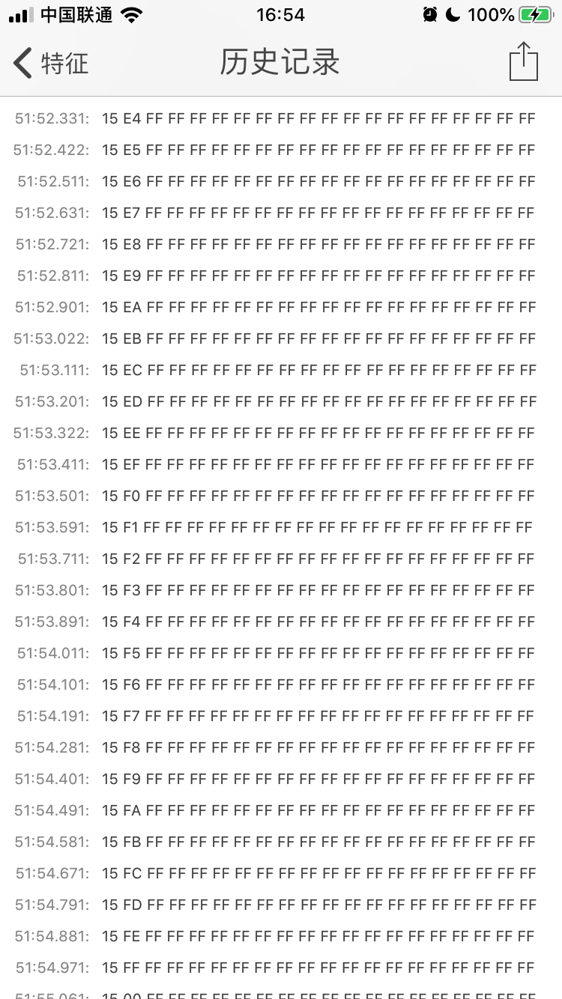 中国联通 16:54 100%
特征 历史记录
51:52.331: 15 E4 FF FF FF FF FF FF FF FF FF FF FF FF FF FF FF FF FF FF
51:52.422: 15 E5 FF FF FF FF FF FF FF FF FF FF FF FF FF FF FF FF FF FF
51:52.511: 15 E6 FF FF FF FF FF FF FF FF FF FF FF FF FF FF FF FF FF FF
51:52.631: 15 E7 FF FF FF FF FF FF FF FF FF FF FF FF FF FF FF FF FF FF
51:52.721: 15 E8 FF FF FF FF FF FF FF FF FF FF FF FF FF FF FF FF FF FF
51:52.811: 15 E9 FF FF FF FF FF FF FF FF FF FF FF FF FF FF FF FF FF FF
51:52.901: 15 EA FF FF FF FF FF FF FF FF FF FF FF FF FF FF FF FF FF FF
51:53.022: 15 EB FF FF FF FF FF FF FF FF FF FF FF FF FF FF FF FF FF FF
51:53.111: 15 EC FF FF FF FF FF FF FF FF FF FF FF FF FF FF FF FF FF FF
51:53.201: 15 ED FF FF FF FF FF FF FF FF FF FF FF FF FF FF FF FF FF FF
51:53.322: 15 EE FF FF FF FF FF FF FF FF FF FF FF FF FF FF FF FF FF FF
51:53.411: 15 EF FF FF FF FF FF FF FF FF FF FF FF FF FF FF FF FF FF FF
51:53.501: 15 F0 FF FF FF FF FF FF FF FF FF FF FF FF FF FF FF FF FF FF
51:53.591: 15 F1 FF FF FF FF FF FF FF FF FF FF FF FF FF FF FF FF FF FF
51:53.711: 15 F2 FF FF FF FF FF FF FF FF FF FF FF FF FF FF FF FF FF FF
51:53.801: 15 F3 FF FF FF FF FF FF FF FF FF FF FF FF FF FF FF FF FF FF
51:53.891: 15 F4 FF FF FF FF FF FF FF FF FF FF FF FF FF FF FF FF FF FF
51:54.011: 15 F5 FF FF FF FF FF FF FF FF FF FF FF FF FF FF FF FF FF FF
51:54.101: 15 F6 FF FF FF FF FF FF FF FF FF FF FF FF FF FF FF FF FF FF
51:54.191: 15 F7 FF FF FF FF FF FF FF FF FF FF FF FF FF FF FF FF FF FF
51:54.281: 15 F8 FF FF FF FF FF FF FF FF FF FF FF FF FF FF FF FF FF FF
51:54.401: 15 F9 FF FF FF FF FF FF FF FF FF FF FF FF FF FF FF FF FF FF
51:54.491: 15 FA FF FF FF FF FF FF FF FF FF FF FF FF FF FF FF FF FF FF
51:54.581: 15 FB FF FF FF FF FF FF FF FF FF FF FF FF FF FF FF FF FF FF
51:54.671: 15 FC FF FF FF FF FF FF FF FF FF FF FF FF FF FF FF FF FF FF
51:54.791: 15 FD FF FF FF FF FF FF FF FF FF FF FF FF FF FF FF FF FF FF
51:54.881: 15 FE FF FF FF FF FF FF FF FF FF FF FF FF FF FF FF FF FF FF
51:54.971: 15 FF FF FF FF FF FF FF FF FF FF FF FF FF FF FF FF FF FF FF
51:55.061: 15 00 FF FF FF FF FF FF FF FF FF FF FF FF FF FF FF FF FF FF